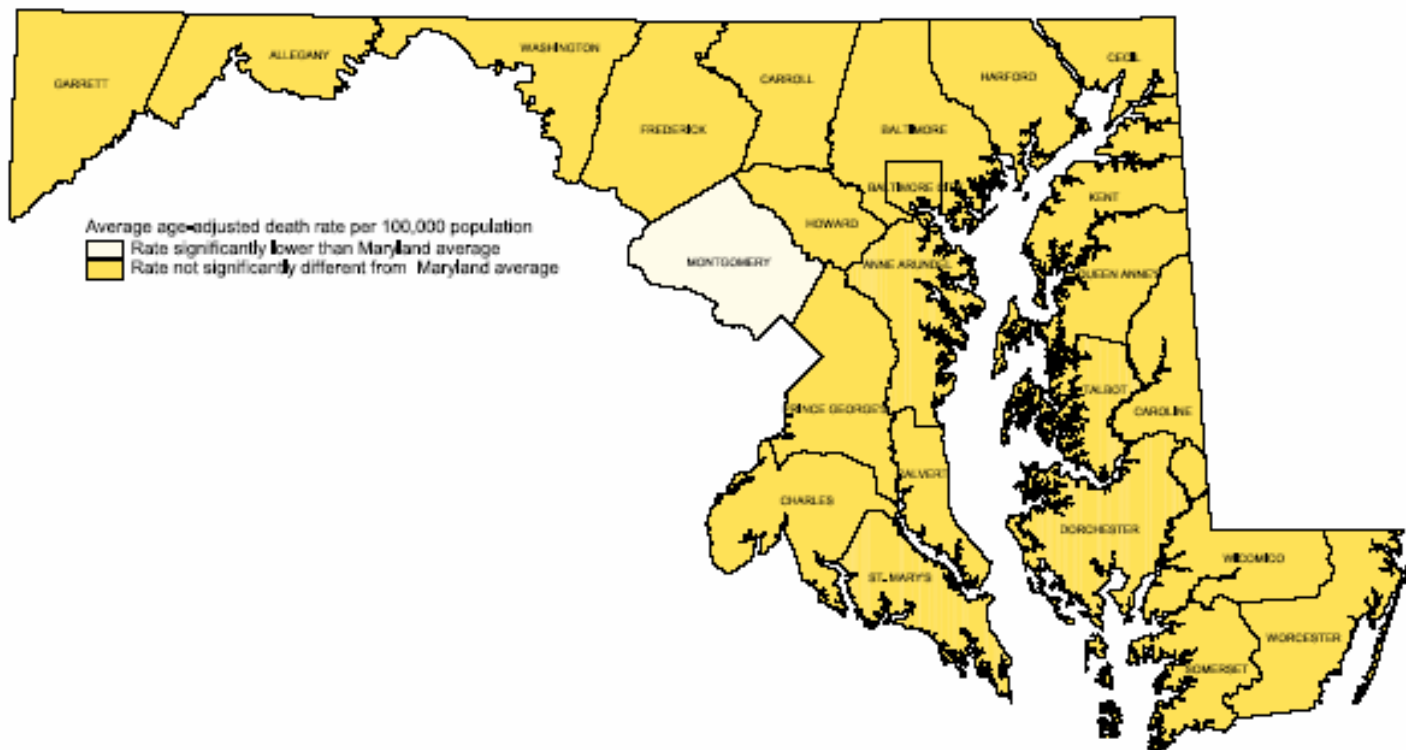 GARRETT
ALLEGANY
WASHINGTON
FREDERICK
CARROLL
BALTIMORE
HARFORD
CECIL
BALTIMORE CITY
KENT
HOWARD
Average age-adjusted death rate per 100,000 population
Rate significantly lower than Maryland average
Rate not significantly different from Maryland average
MONTGOMERY
ANNE ARUNDEL
QUEEN ANNE'S
TALBOT
CAROLINE
PRINCE GEORGE'S
CALVERT
CHARLES
DORCHESTER
WICOMICO
ST. MARY'S
WORCESTER
SOMERSET